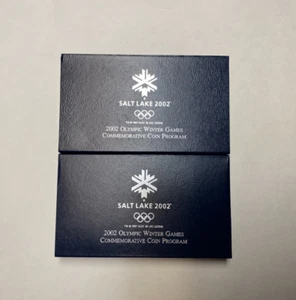 SALT LAKE 2002
2002 OLYMPIC WINTER GAMES
COMMEMORATIVE COIN PROGRAM
SALT LAKE 2002
2002 OLYMPIC WINTER GAMES
COMMEMORATIVE COIN PROGRAM